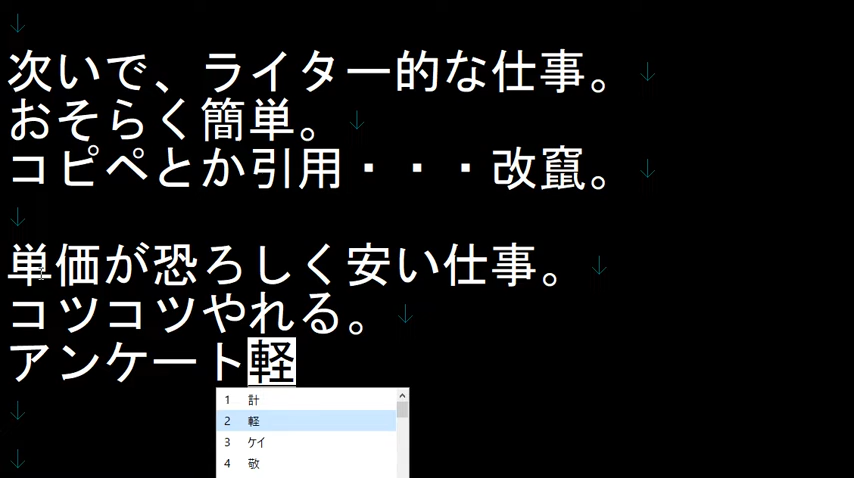 次いで、ライター的な仕事。
おそらく簡単。
コピペとか引用・・・改竄。
単価が恐ろしく安い仕事。
コツコツやれる。
アンケート軽
1 計
2 軽
3 ケイ
4 敬